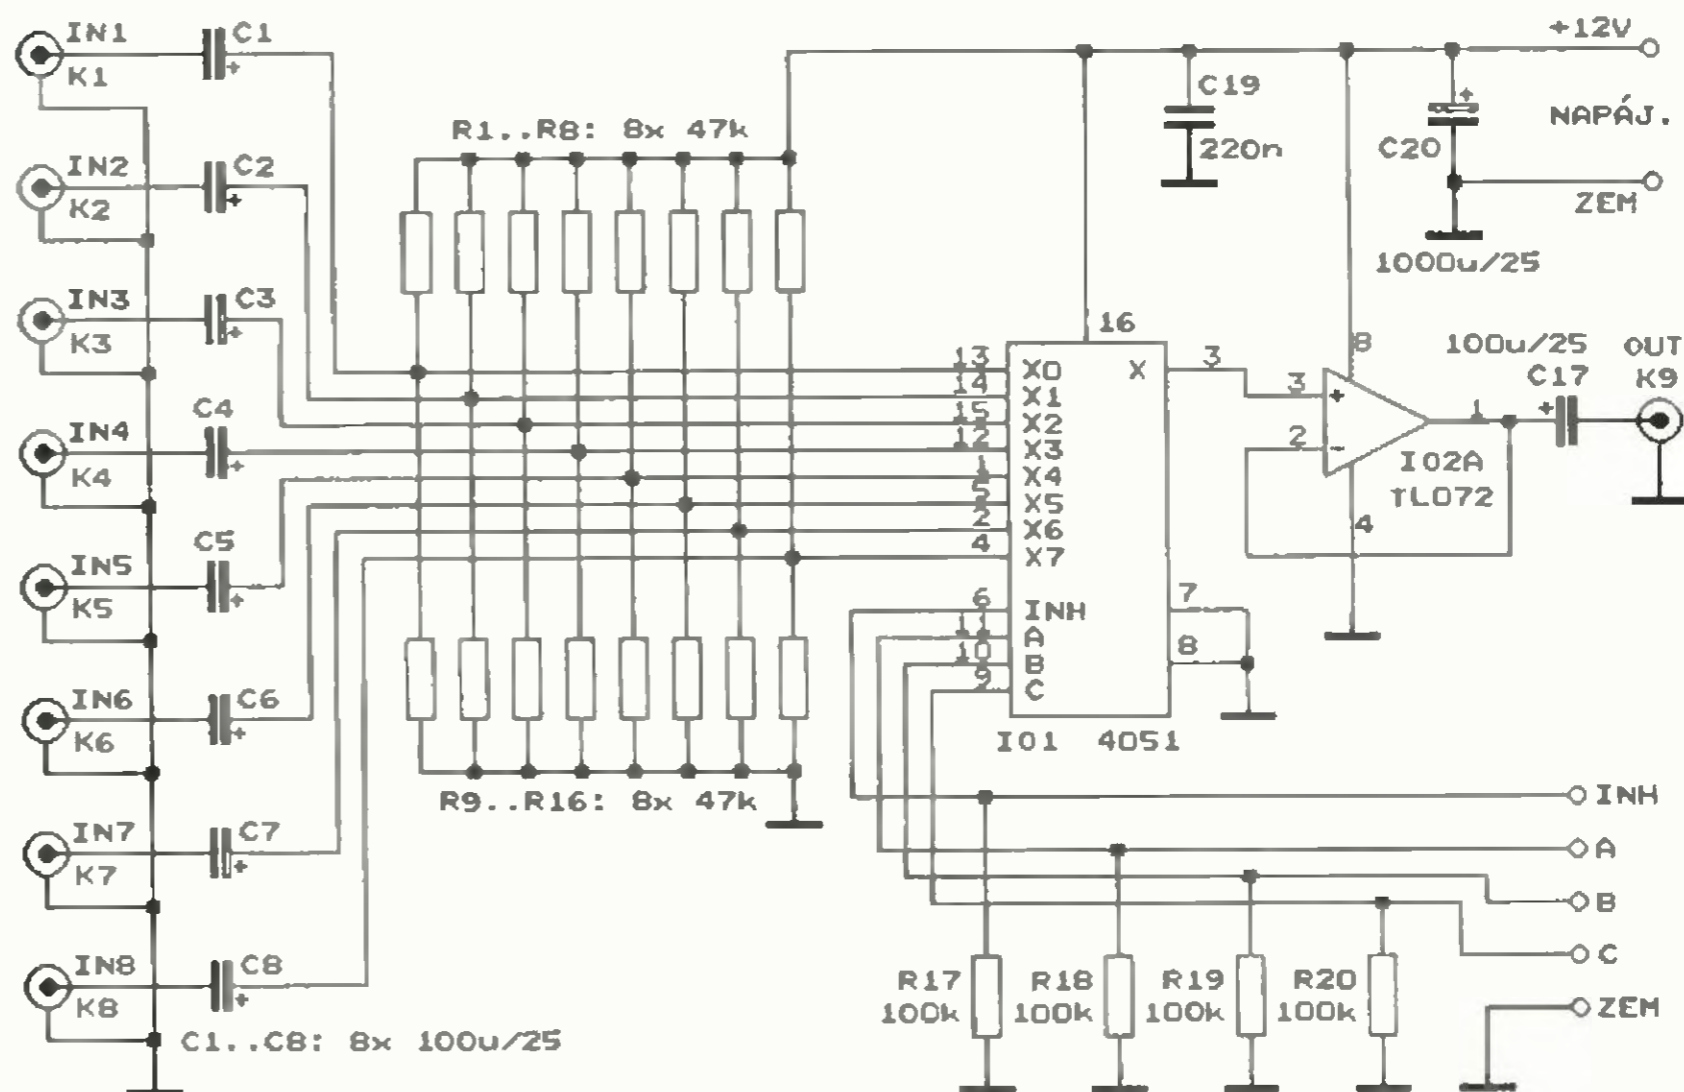 IN1
K1
C1
IN2
K2
C2
IN3
K3
C3
IN4
K4
C4
IN5
K5
C5
IN6
K6
C6
IN7
K7
C7
IN8
K8
C8
C1..C8: 8x 100u/25
R1..R8: 8x 47k
R9..R16: 8x 47k
+12V
C19
220n
C20
1000u/25
NAPÁJ.
ZEM
16
13
14
15
12
1
5
2
4
6
11
10
9
X0
X1
X2
X3
X4
X5
X6
X7
INH
A
B
C
X
3
7
8
IO1 4051
3
+
2
-
8
4
1
IO2A
TL072
100u/25
C17
OUT
K9
INH
A
B
C
ZEM
R17
100k
R18
100k
R19
100k
R20
100k